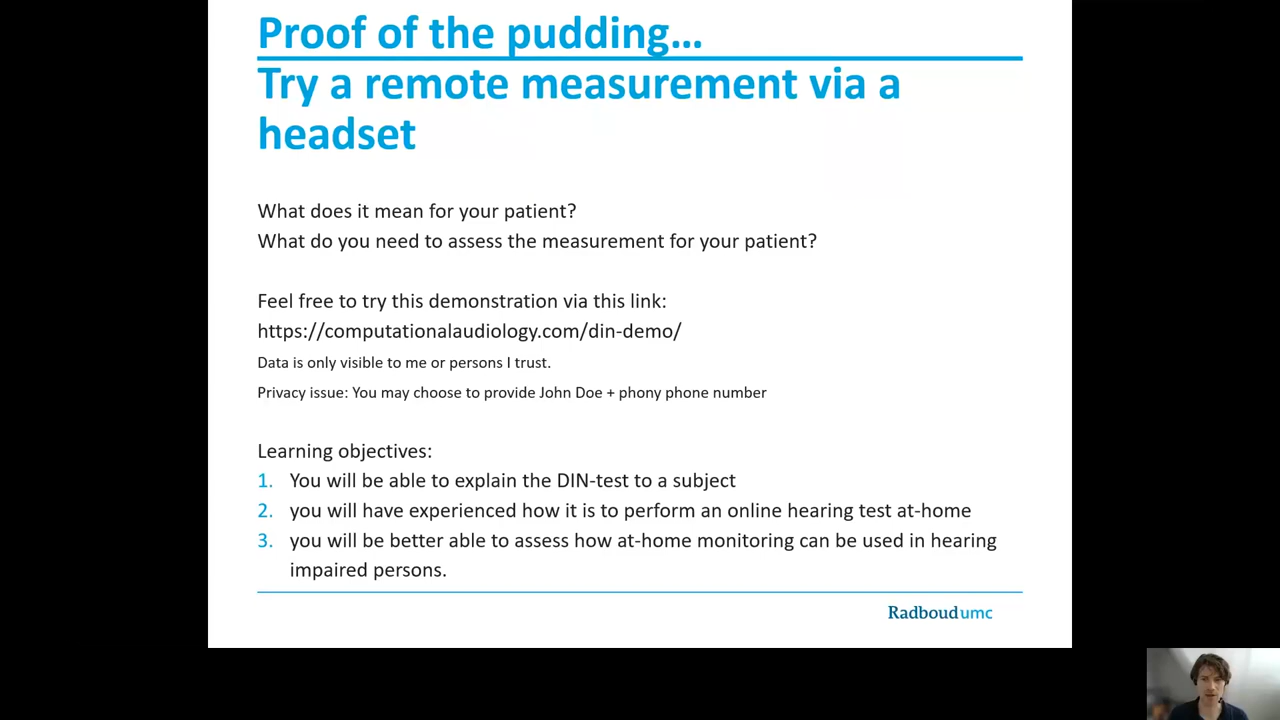 Proof of the pudding...
Try a remote measurement via a
headset
What does it mean for your patient?
What do you need to assess the measurement for your patient?
Feel free to try this demonstration via this link:
https://computationalaudiology.com/din-demo/
Data is only visible to me or persons I trust.
Privacy issue: You may choose to provide John Doe + phony phone number
Learning objectives:
1. You will be able to explain the DIN-test to a subject
2. you will have experienced how it is to perform an online hearing test at-home
3. you will be better able to assess how at-home monitoring can be used in hearing
impaired persons.
Radboudumc